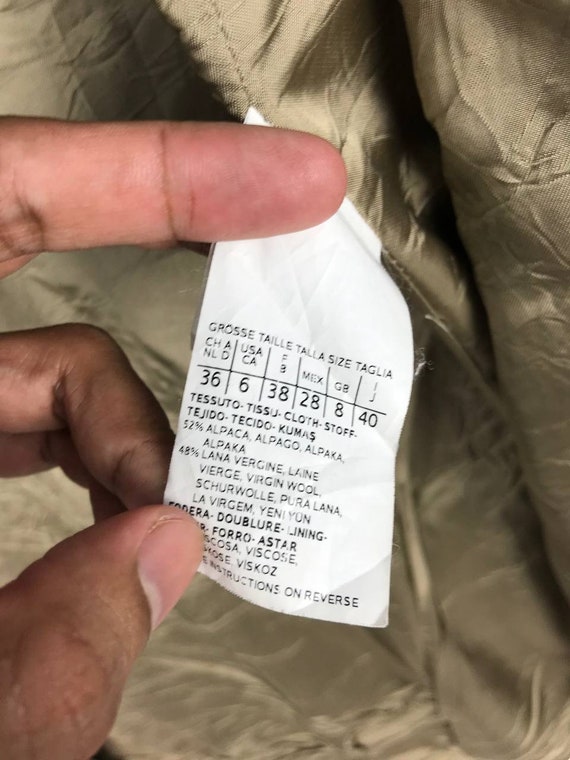 GRÖSSE TAILLE TALLA SIZE TAGLIA
CH A USA F MEX GB I
NL D CA B J
36 6 38 28 8 40
TESSUTO- TISSU- CLOTH- STOFF-
TEJIDO- TECIDO- KUMAŞ
52% ALPACA, ALPAGO, ALPAKA,
ALPAKA
48% LANA VERGINE, LAINE
VIERGE, VIRGIN WOOL,
SCHURWOLLE, PURA LANA,
LA VIRGEM, YENI YÜN
FODERA- DOUBLURE- LINING-
FORRO- ASTAR
VISCOSA, VISCOSE,
VISKOZ
INSTRUCTIONS ON REVERSE